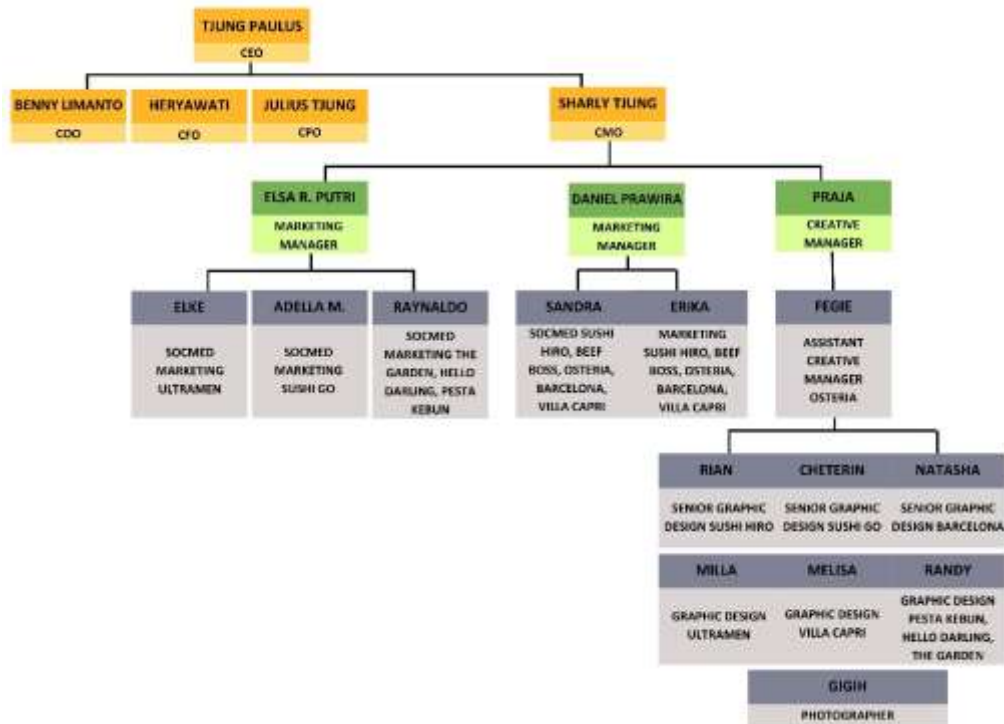 TJUNG PAULUS
CEO
BENNY LIMANTO
COO
HERYAWATI
CFO
JULIUS TJUNG
CPO
SHARLY TJUNG
CMO
ELSA R. PUTRI
MARKETING
MANAGER
DANIEL PRAWIRA
MARKETING
MANAGER
PRAJA
CREATIVE
MANAGER
ELKE
SOCMED
MARKETING
ULTRAMEN
ADELLA M.
SOCMED
MARKETING
SUSHI GO
RAYNALDO
SOCMED
MARKETING THE
GARDEN, HELLO
DARLING, PESTA
KEBUN
SANDRA
SOCMED SUSHI
HIRO, BEEF
BOSS, OSTERIA,
BARCELONA,
VILLA CAPRI
ERIKA
MARKETING
SUSHI HIRO, BEEF
BOSS, OSTERIA,
BARCELONA,
VILLA CAPRI
FEGIE
ASSISTANT
CREATIVE
MANAGER
OSTERIA
RIAN
SENIOR GRAPHIC
DESIGN SUSHI HIRO
CHETERIN
SENIOR GRAPHIC
DESIGN SUSHI GO
NATASHA
SENIOR GRAPHIC
DESIGN BARCELONA
MILLA
GRAPHIC DESIGN
ULTRAMEN
MELISA
GRAPHIC DESIGN
VILLA CAPRI
RANDY
GRAPHIC DESIGN
PESTA KEBUN,
HELLO DARLING,
THE GARDEN
GIGIH
PHOTOGRAPHER